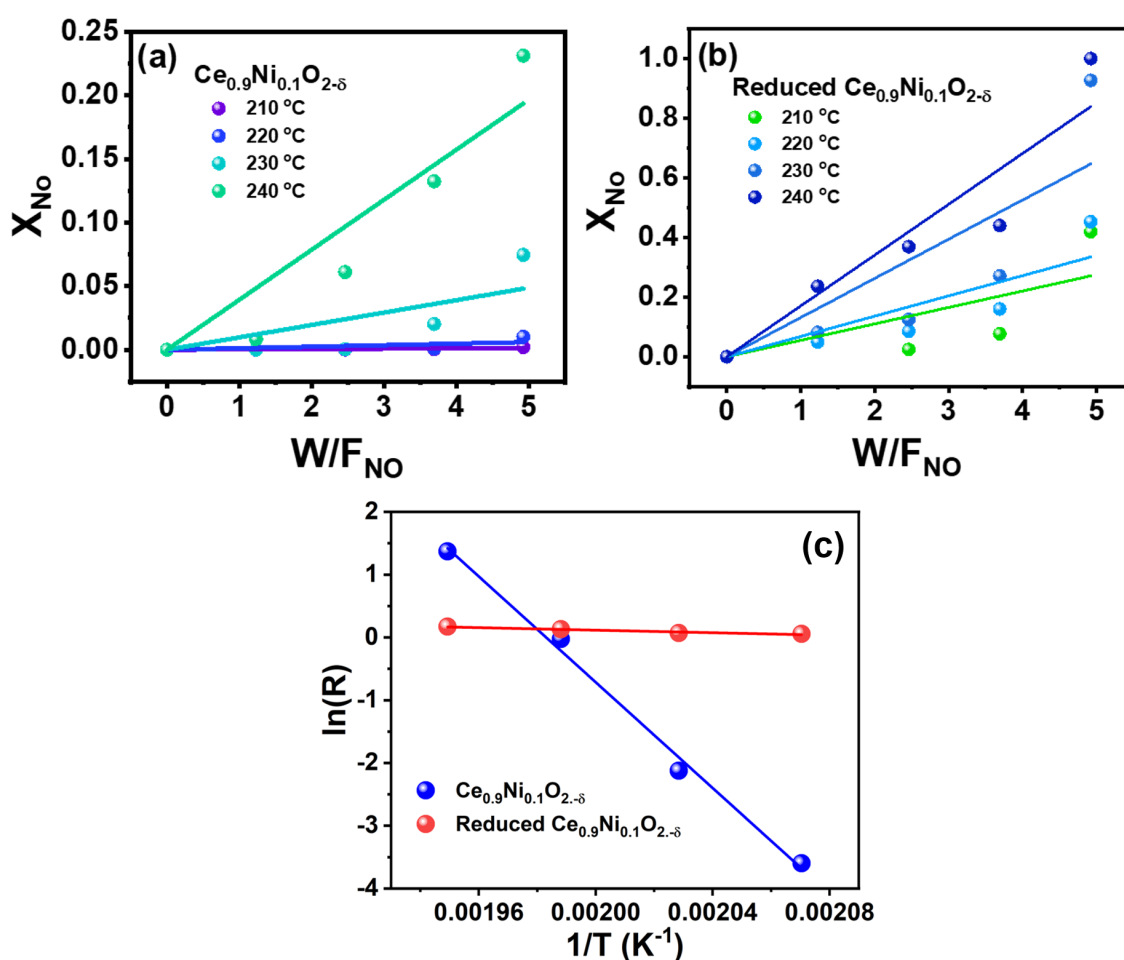 (a)
Ce0.9Ni0.1O2-δ
210 °C
220 °C
230 °C
240 °C
0.25
0.20
0.15
0.10
0.05
0.00
XNo
0 1 2 3 4 5
W/FNO
(b)
Reduced Ce0.9Ni0.1O2-δ
210 °C
220 °C
230 °C
240 °C
1.0
0.8
0.6
0.4
0.2
0.0
XNo
0 1 2 3 4 5
W/FNO
(c)
2
1
0
-1
-2
-3
-4
ln(R)
Ce0.9Ni0.1O2.-δ
Reduced Ce0.9Ni0.1O2.-δ
0.00196 0.00200 0.00204 0.00208
1/T (K-1)